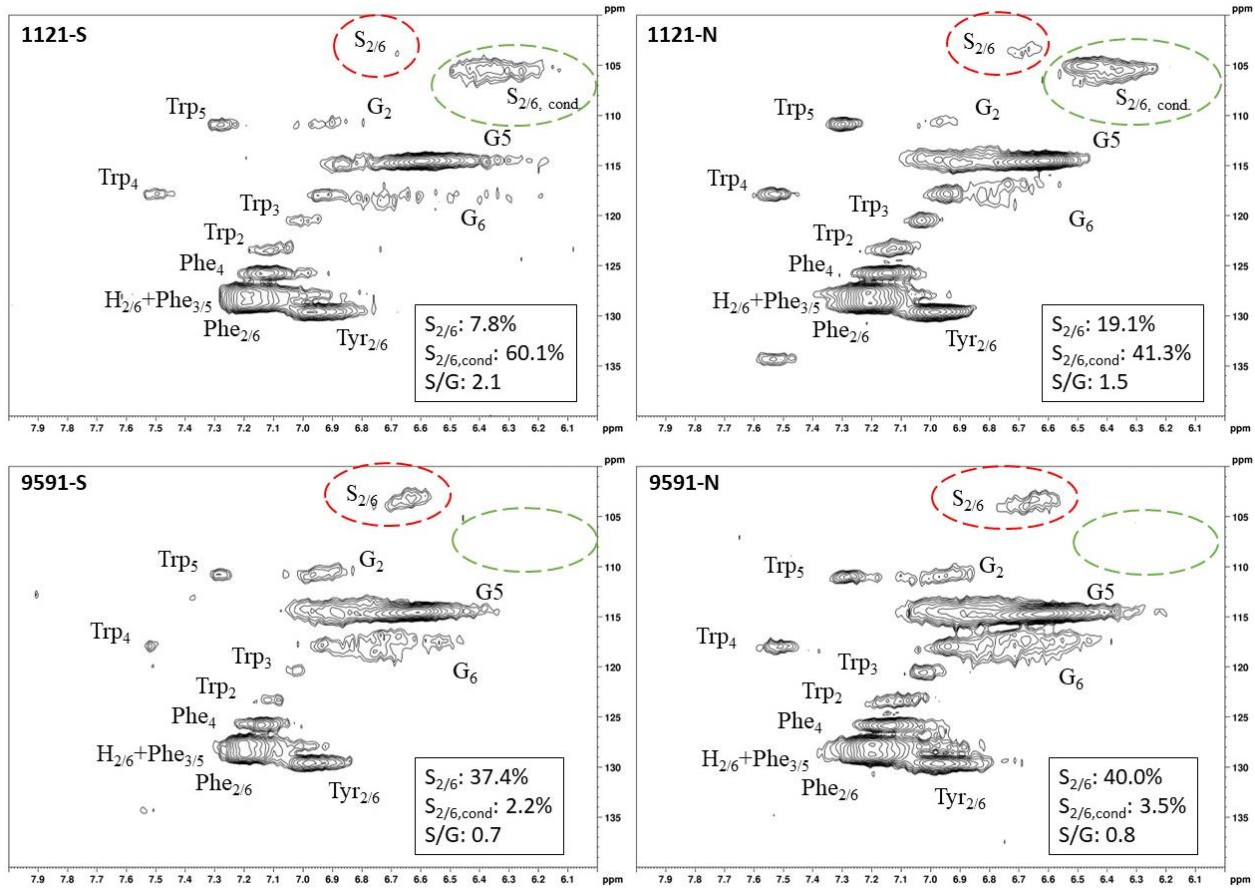 1121-S
S2/6
S2/6, cond
Trp5
G2
G5
Trp4
Trp3
G6
Trp2
Phe4
H2/6+Phe3/5
Phe2/6
Tyr2/6
S2/6: 7.8%
S2/6,cond: 60.1%
S/G: 2.1
ppm
105
110
115
120
125
130
135
7.9 7.8 7.7 7.6 7.5 7.4 7.3 7.2 7.1 7.0 6.9 6.8 6.7 6.6 6.5 6.4 6.3 6.2 6.1 ppm
1121-N
S2/6
S2/6, cond.
Trp5
G2
G5
Trp4
Trp3
G6
Trp2
Phe4
H2/6+Phe3/5
Phe2/6
Tyr2/6
S2/6: 19.1%
S2/6,cond: 41.3%
S/G: 1.5
ppm
105
110
115
120
125
130
135
7.9 7.8 7.7 7.6 7.5 7.4 7.3 7.2 7.1 7.0 6.9 6.8 6.7 6.6 6.5 6.4 6.3 6.2 6.1 ppm
9591-S
S2/6
Trp5
G2
G5
Trp4
Trp3
G6
Trp2
Phe4
H2/6+Phe3/5
Phe2/6
Tyr2/6
S2/6: 37.4%
S2/6,cond: 2.2%
S/G: 0.7
ppm
105
110
115
120
125
130
135
7.9 7.8 7.7 7.6 7.5 7.4 7.3 7.2 7.1 7.0 6.9 6.8 6.7 6.6 6.5 6.4 6.3 6.2 6.1 ppm
9591-N
S2/6
Trp5
G2
G5
Trp4
Trp3
G6
Trp2
Phe4
H2/6+Phe3/5
Phe2/6
Tyr2/6
S2/6: 40.0%
S2/6,cond: 3.5%
S/G: 0.8
ppm
105
110
115
120
125
130
135
7.9 7.8 7.7 7.6 7.5 7.4 7.3 7.2 7.1 7.0 6.9 6.8 6.7 6.6 6.5 6.4 6.3 6.2 6.1 ppm